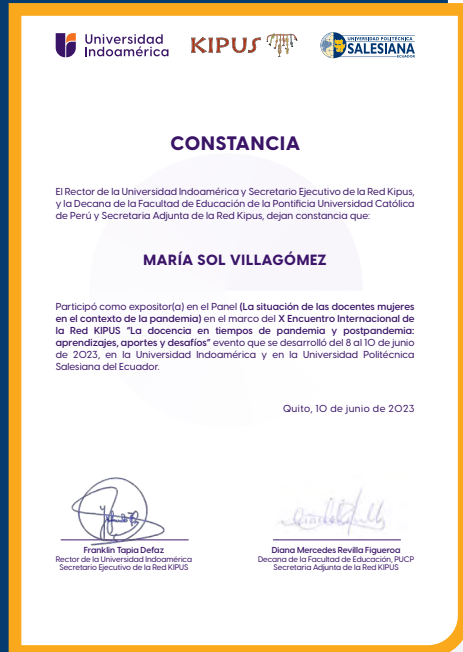 Universidad
Indoamérica
KIPUS
UNIVERSIDAD POLITÉCNICA
SALESIANA
ECUADOR
CONSTANCIA
El Rector de la Universidad Indoamérica y Secretario Ejecutivo de la Red Kipus,
y la Decana de la Facultad de Educación de la Pontificia Universidad Católica
de Perú y Secretaria Adjunta de la Red Kipus, dejan constancia que:
MARÍA SOL VILLAGÓMEZ
Participó como expositor(a) en el Panel (La situación de las docentes mujeres
en el contexto de la pandemia) en el marco del X Encuentro Internacional de
la Red KIPUS "La docencia en tiempos de pandemia y postpandemia:
aprendizajes, aportes y desafíos" evento que se desarrolló del 8 al 10 de junio
de 2023, en la Universidad Indoamérica y en la Universidad Politécnica
Salesiana del Ecuador.
Quito, 10 de junio de 2023
Franklin Tapia Defaz
Rector de la Universidad Indoamérica
Secretario Ejecutivo de la Red KIPUS
Diana Mercedes Revilla Figueroa
Decana de la Facultad de Educación, PUCP
Secretaria Adjunta de la Red KIPUS